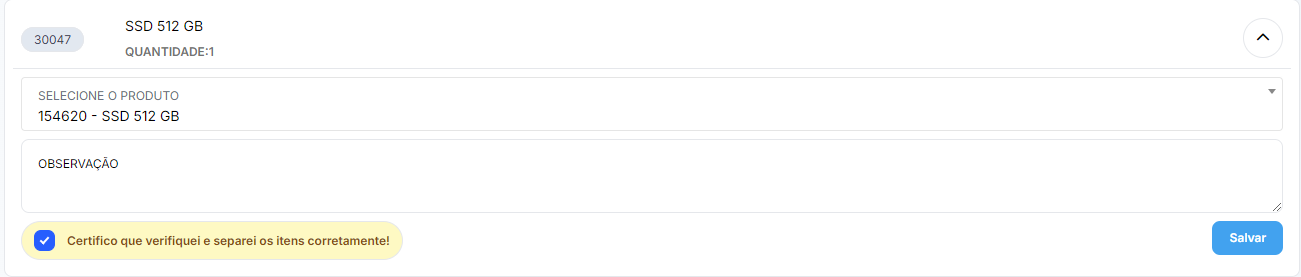 30047
SSD 512 GB
QUANTIDADE:1
SELECIONE O PRODUTO
154620 - SSD 512 GB
OBSERVAÇÃO
Certifico que verifiquei e separei os itens corretamente!
Salvar